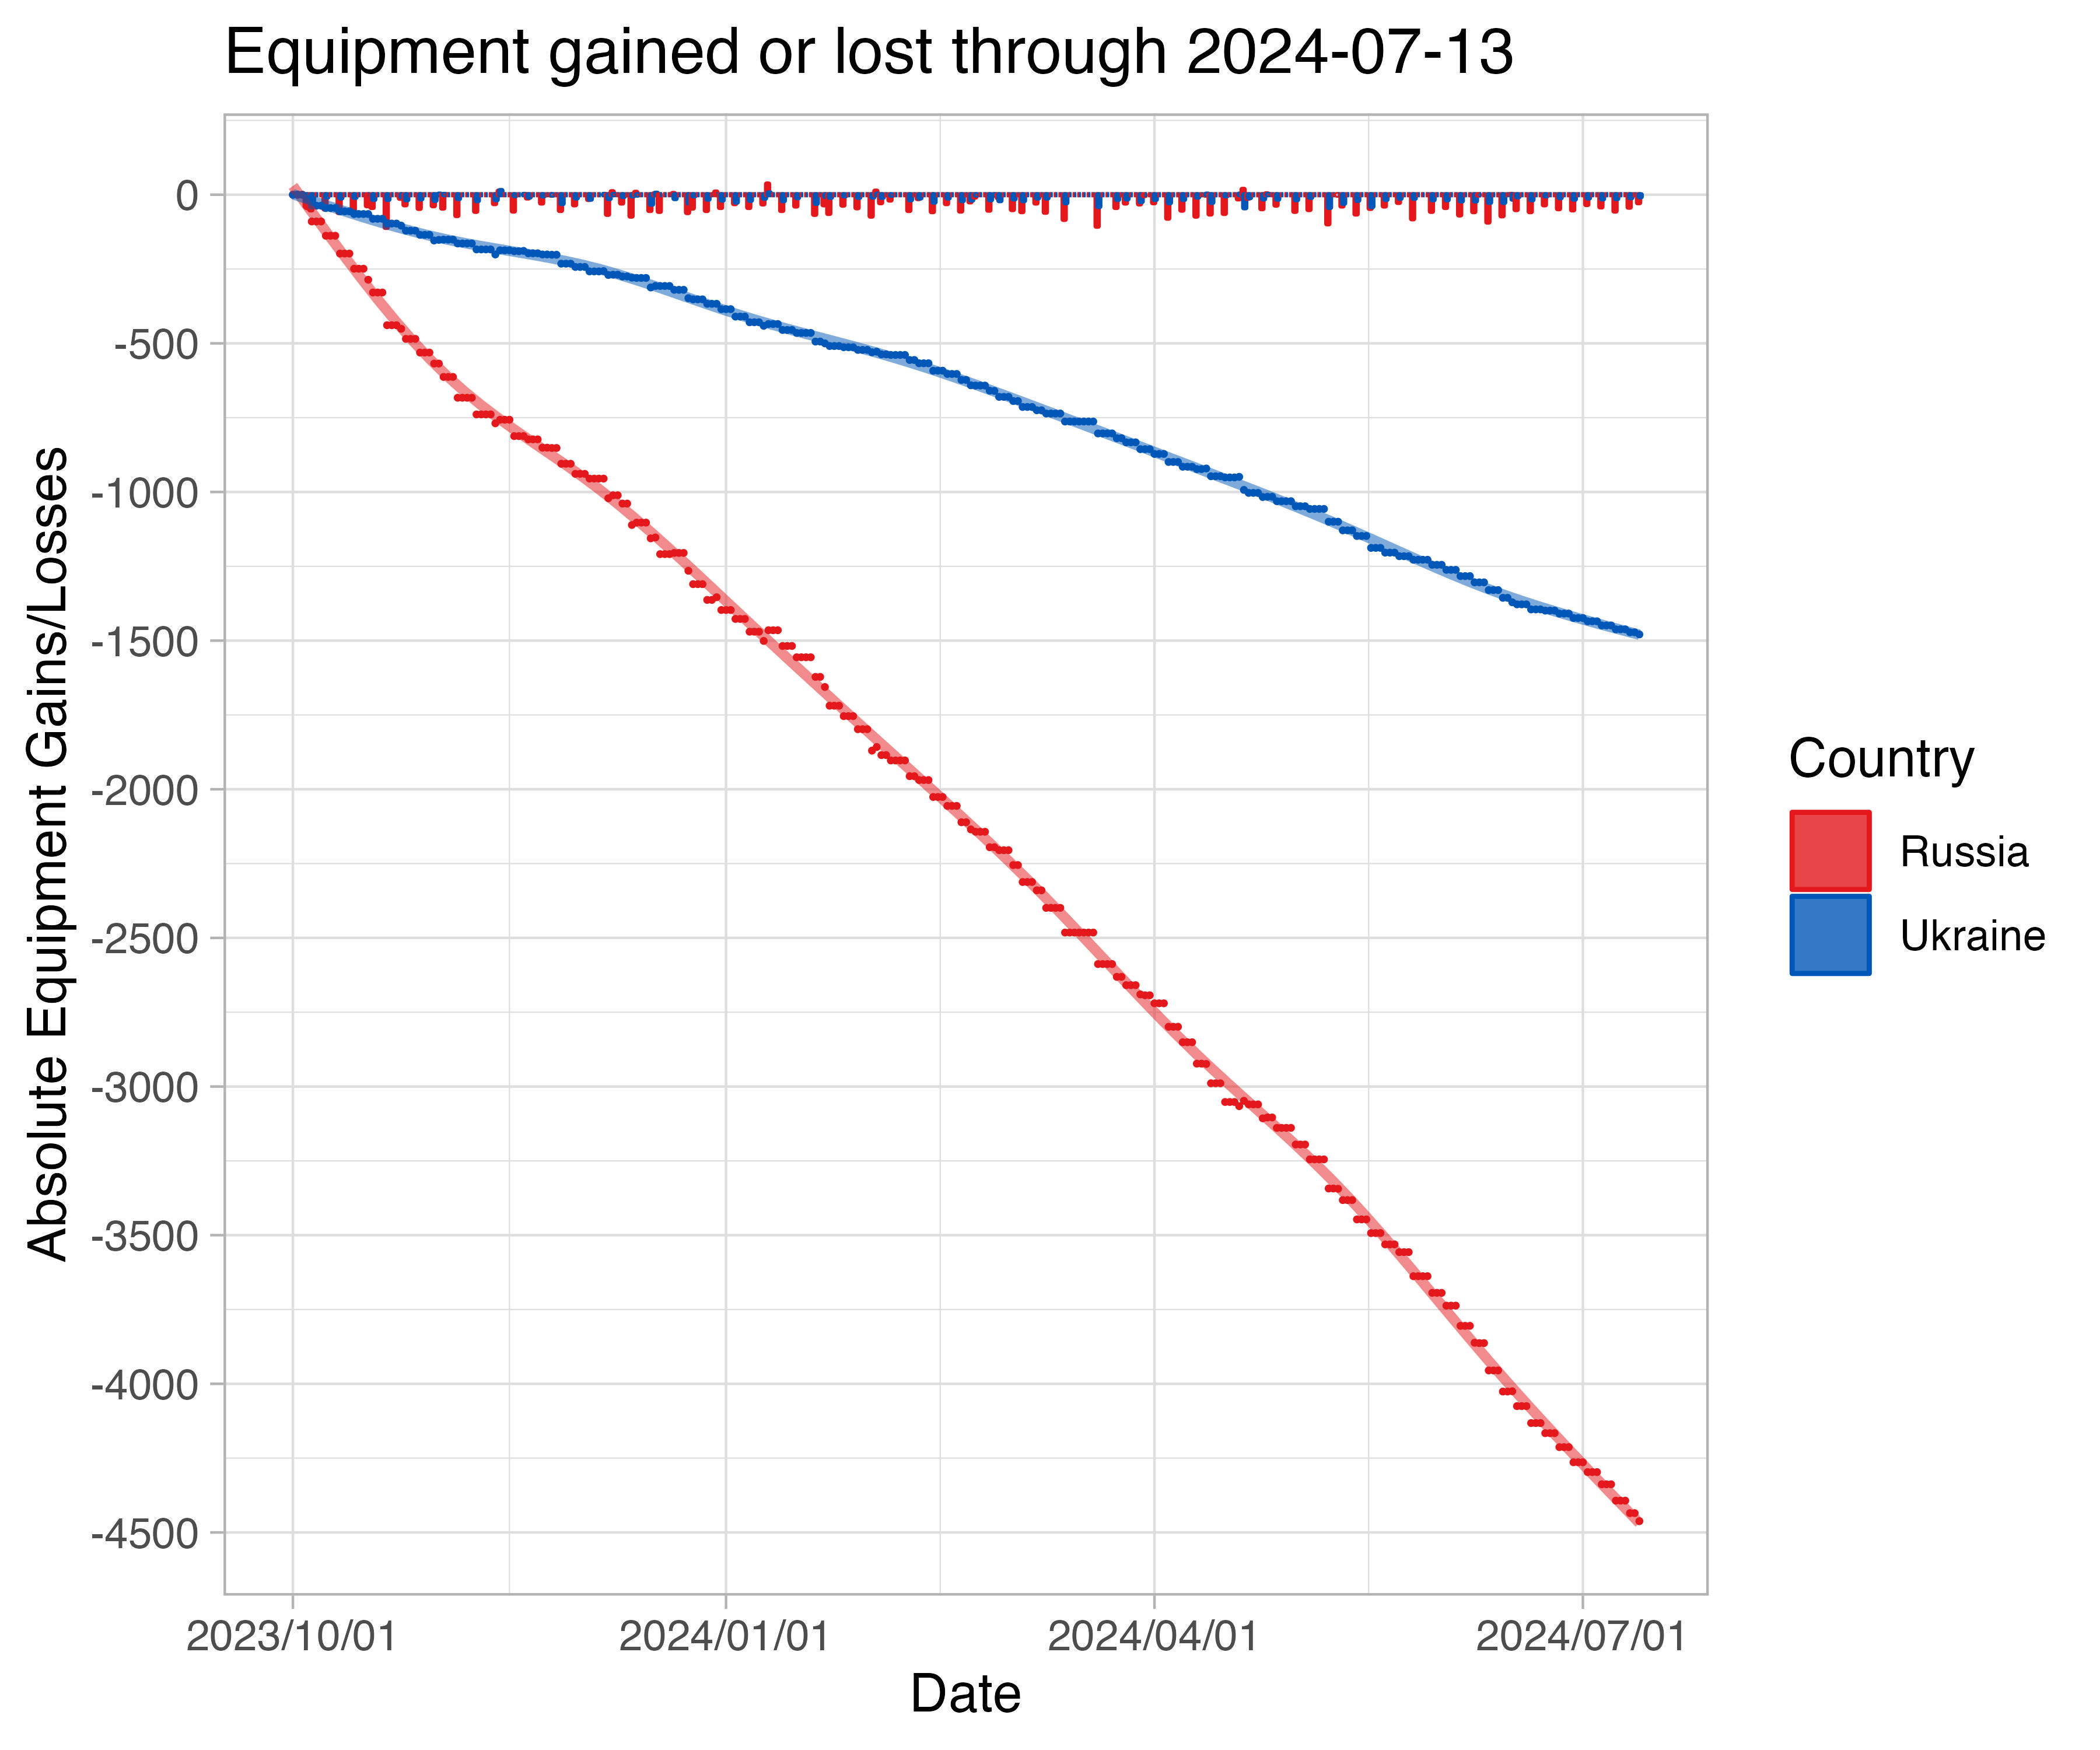 Equipment gained or lost through 2024-07-13
Absolute Equipment Gains/Losses
0
-500
-1000
-1500
-2000
-2500
-3000
-3500
-4000
-4500
2023/10/01
2024/01/01
2024/04/01
2024/07/01
Date
Country
Russia
Ukraine